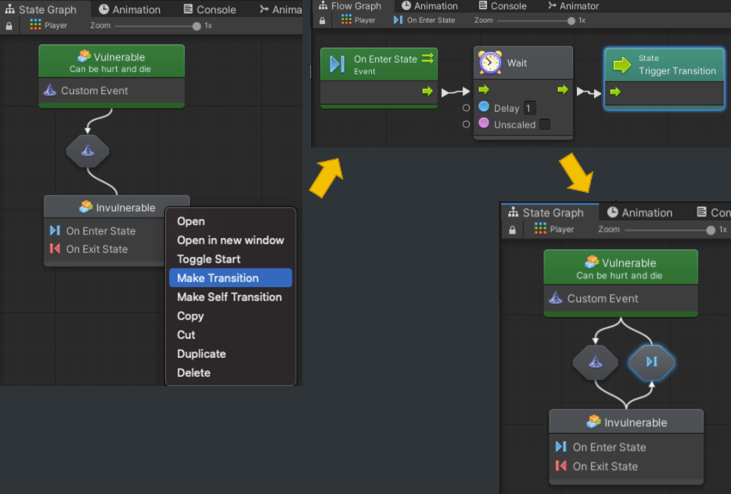 State Graph
Animation
Console
Animator
Player
Zoom
1x
Vulnerable
Can be hurt and die
Custom Event
Invulnerable
On Enter State
On Exit State
Open
Open in new window
Toggle Start
Make Transition
Make Self Transition
Copy
Cut
Duplicate
Delete
Flow Graph
Animation
Console
Animator
Player
On Enter State
Zoom
1x
On Enter State
Event
Wait
Delay 1
Unscaled
State
Trigger Transition
State Graph
Animation
Con
Player
Zoom
1x
Vulnerable
Can be hurt and die
Custom Event
Invulnerable
On Enter State
On Exit State